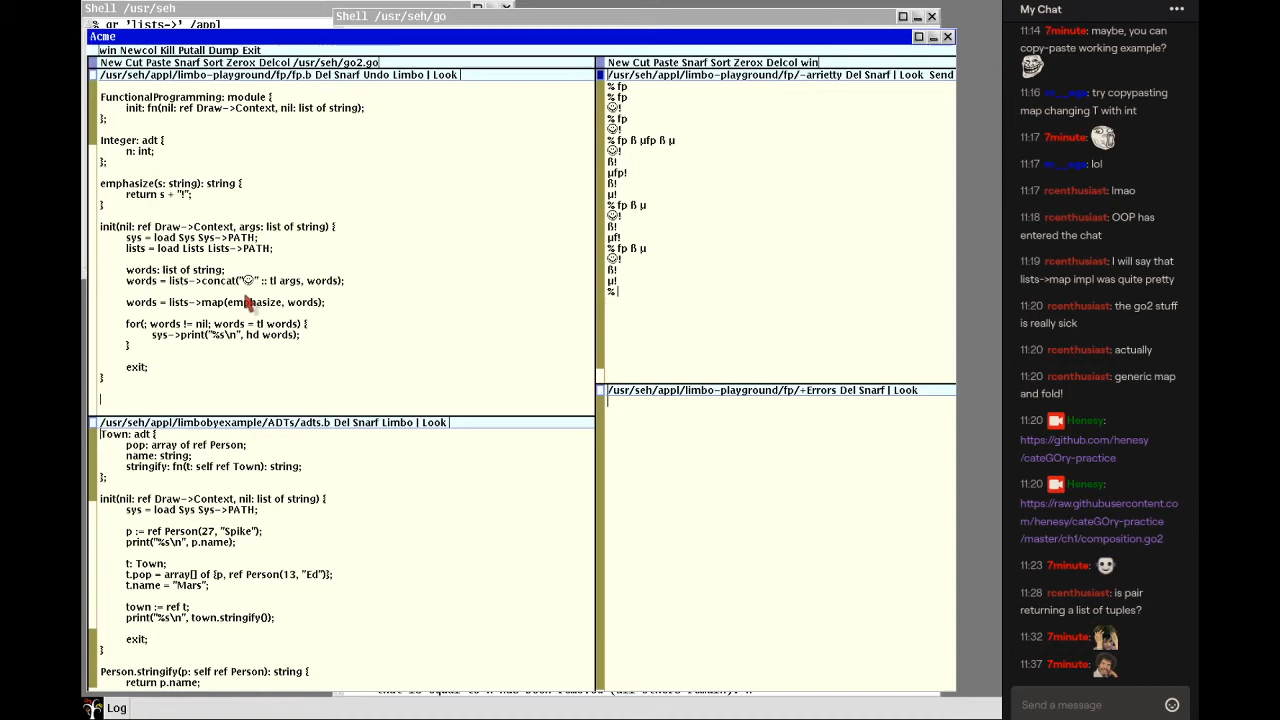 Shell /usr/seh
% gr 'lists->' /appl
Shell /usr/seh/go
Acme
win Newcol Kill Putall Dump Exit
New Cut Paste Snarf Sort Zerox Delcol /usr/seh/go2.go
/usr/seh/appl/limbo-playground/fp/fp.b Del Snarf Undo Limbo | Look
FunctionalProgramming: module {
init: fn(nil: ref Draw->Context, nil: list of string);
};
Integer: adt {
n: int;
};
emphasize(s: string): string {
return s + "!";
}
init(nil: ref Draw->Context, args: list of string) {
sys = load Sys Sys->PATH;
lists = load Lists Lists->PATH;
words: list of string;
words = lists->concat("☺" :: tl args, words);
words = lists->map(emphasize, words);
for(; words != nil; words = tl words) {
sys->print("%s\n", hd words);
}
exit;
}
/usr/seh/appl/limbobyexample/ADTs/adts.b Del Snarf Limbo | Look
Town: adt {
pop: array of ref Person;
name: string;
stringify: fn(t: self ref Town): string;
};
init(nil: ref Draw->Context, nil: list of string) {
sys = load Sys Sys->PATH;
p := ref Person(27, "Spike");
print("%s\n", p.name);
t: Town;
t.pop = array[] of {p, ref Person(13, "Ed")};
t.name = "Mars";
town := ref t;
print("%s\n", town.stringify());
exit;
}
Person.stringify(p: self ref Person): string {
return p.name;
New Cut Paste Snarf Sort Zerox Delcol win
/usr/seh/appl/limbo-playground/fp/-arrietty Del Snarf | Look Send
% fp
% fp
☺!
% fp
☺!
% fp ß µfp ß µ
☺!
ß!
µfp!
ß!
µ!
% fp ß µ
☺!
ß!
µf!
% fp ß µ
☺!
ß!
µ!
%
/usr/seh/appl/limbo-playground/fp/+Errors Del Snarf | Look
Log
My Chat
11:14 7minute: maybe, you can
copy-paste working example?
11:16 try copypasting
map changing T with int
11:17 7minute:
11:17 lol
11:17 rcenthusiast: lmao
11:18 rcenthusiast: OOP has
entered the chat
11:19 rcenthusiast: I will say that
lists->map impl was quite pretty
11:20 rcenthusiast: the go2 stuff
is really sick
11:20 rcenthusiast: actually
11:20 rcenthusiast: generic map
and fold!
11:20 Henesy:
https://github.com/henesy
/cateGOry-practice
11:20 Henesy:
https://raw.githubusercontent.co
m/henesy/cateGOry-practice
/master/ch1/composition.go2
11:23 7minute:
11:28 rcenthusiast: is pair
returning a list of tuples?
11:32 7minute:
11:37 7minute:
Send a message